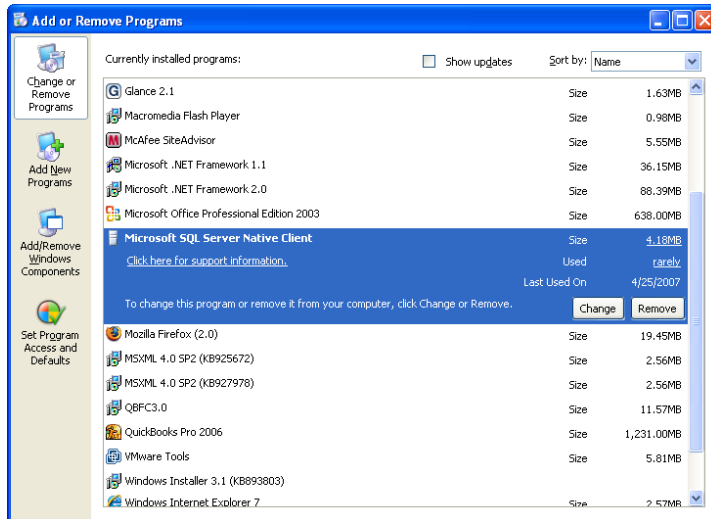 Add or Remove Programs
Change or
Remove
Programs
Add New
Programs
Add/Remove
Windows
Components
Set Program
Access and
Defaults
Currently installed programs: Show updates Sort by: Name
Glance 2.1 Size 1.63MB
Macromedia Flash Player Size 0.98MB
McAfee SiteAdvisor Size 5.55MB
Microsoft .NET Framework 1.1 Size 36.15MB
Microsoft .NET Framework 2.0 Size 88.39MB
Microsoft Office Professional Edition 2003 Size 638.00MB
Microsoft SQL Server Native Client Size 4.18MB
Click here for support information. Used rarely
Last Used On 4/25/2007
To change this program or remove it from your computer, click Change or Remove. Change Remove
Mozilla Firefox (2.0) Size 19.45MB
MSXML 4.0 SP2 (KB925672) Size 2.56MB
MSXML 4.0 SP2 (KB927978) Size 2.56MB
QBFC3.0 Size 11.57MB
QuickBooks Pro 2006 Size 1,231.00MB
VMware Tools Size 5.81MB
Windows Installer 3.1 (KB893803)
Windows Internet Explorer 7 Size 2.57MB